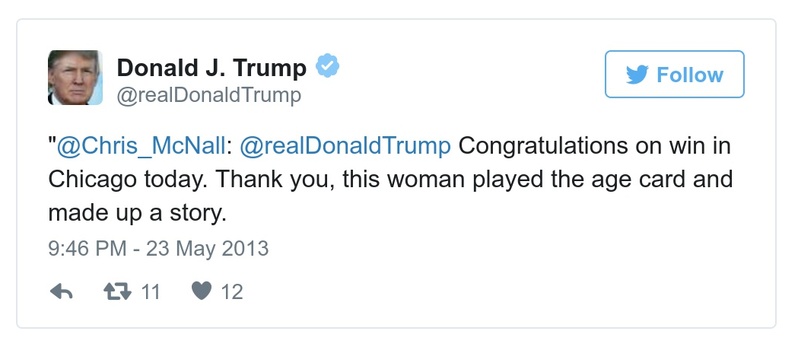 Donald J. Trump
@realDonaldTrump
Follow
"@Chris_McNall: @realDonaldTrump Congratulations on win in
Chicago today. Thank you, this woman played the age card and
made up a story.
9:46 PM - 23 May 2013
11 12